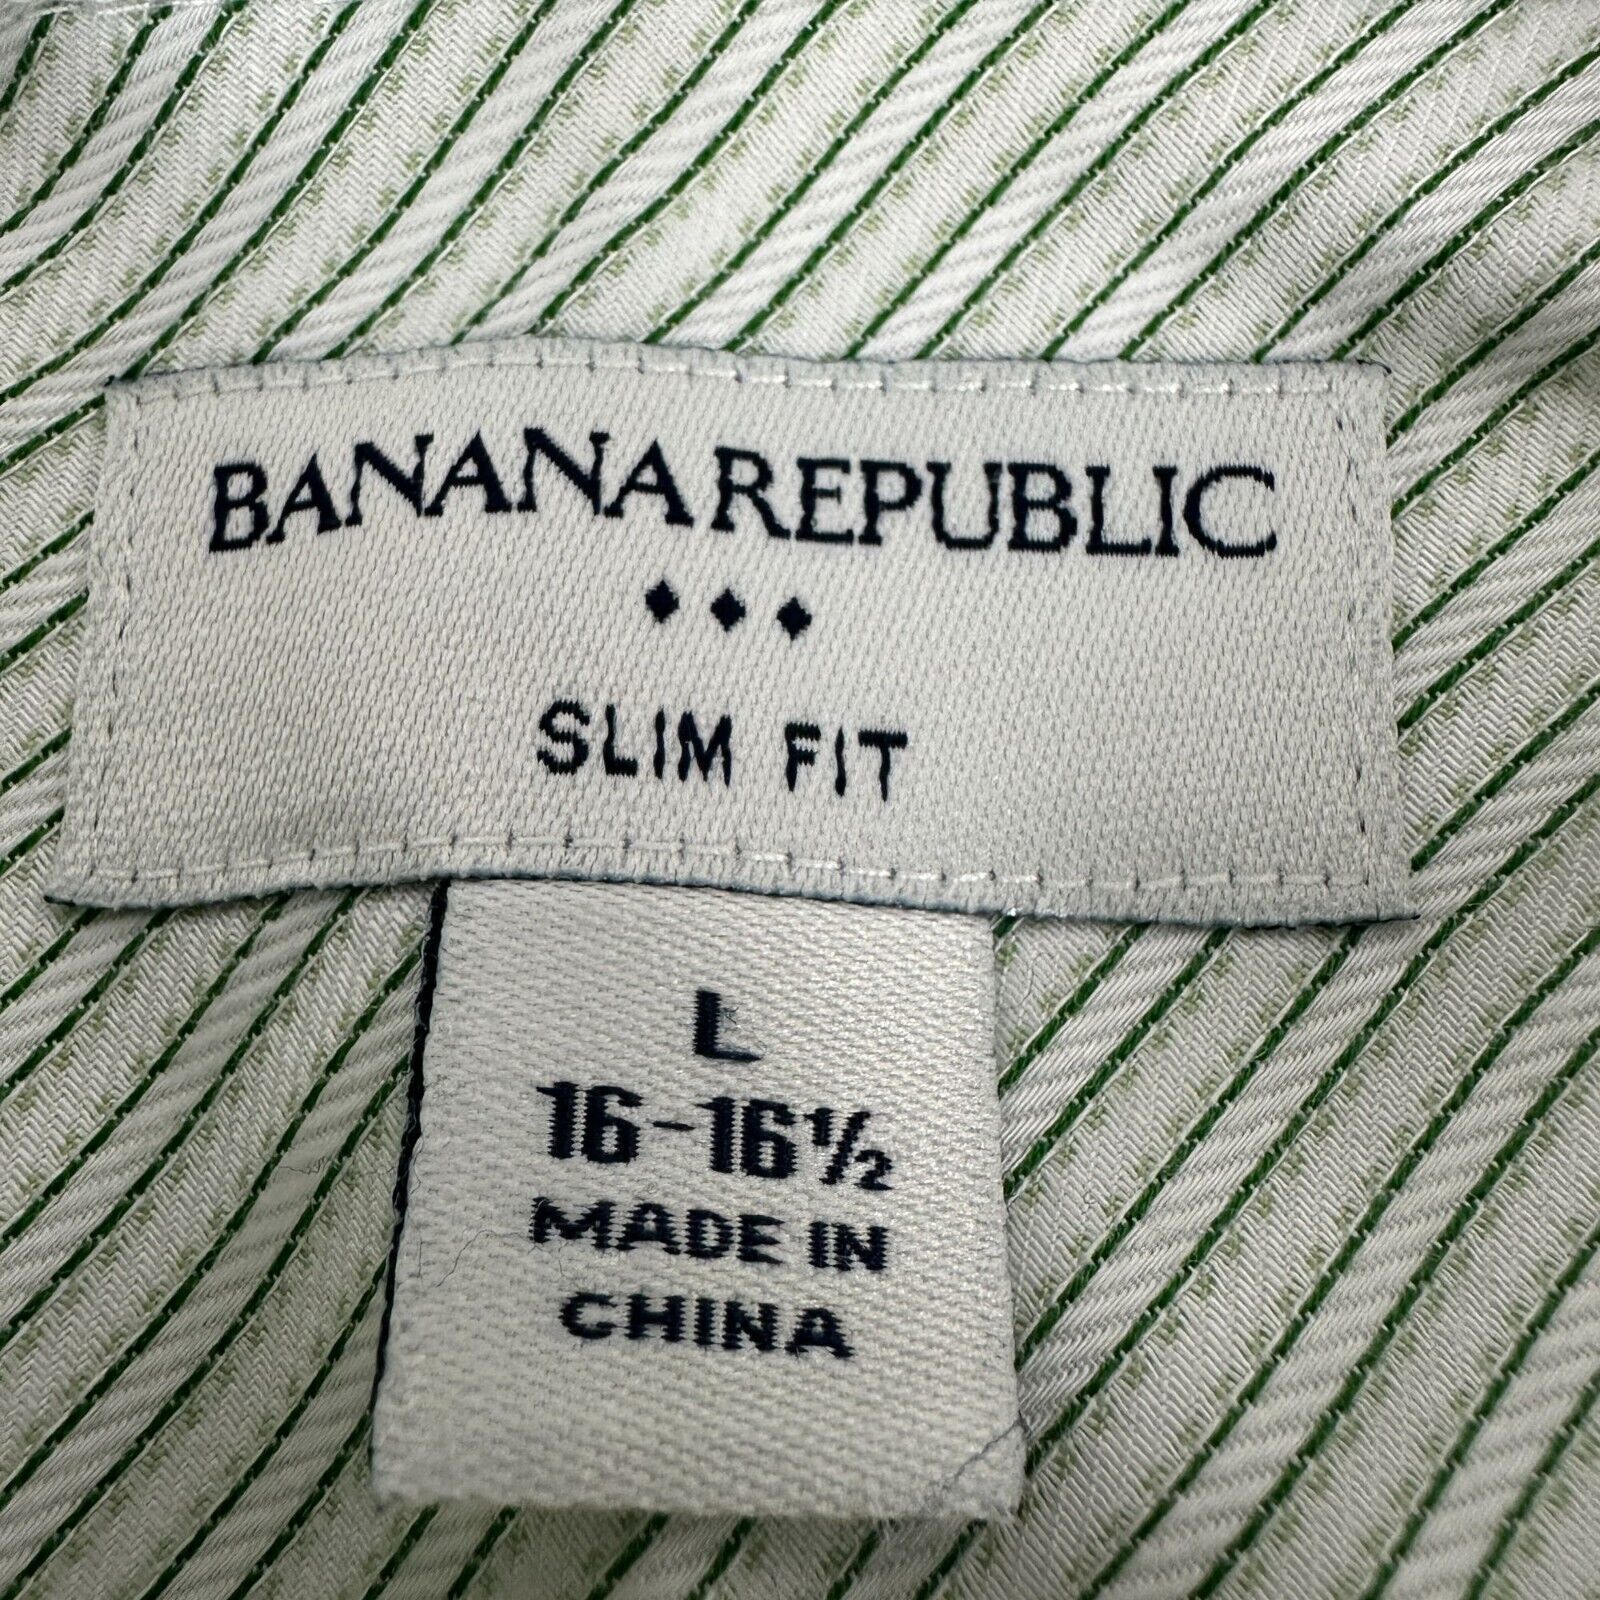 BANANA REPUBLIC
SLIM FIT
L
16-16½
MADE IN
CHINA